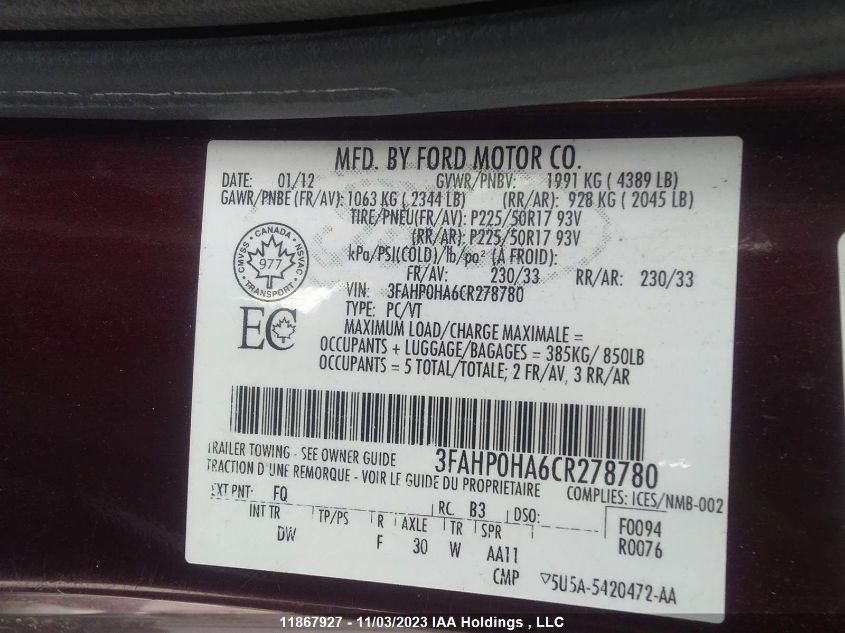 MFD. BY FORD MOTOR CO.
DATE: 01/12 GVWR/PNBV: 1991 KG ( 4389 LB)
GAWR/PNBE (FR/AV): 1063 KG ( 2344 LB) (RR/AR): 928 KG ( 2045 LB)
TIRE/PNEU(FR/AV): P225/50R17 93V
(RR/AR): P225/50R17 93V
kPa/PSI(COLD)/lb/po² (À FROID):
FR/AV: 230/33 RR/AR: 230/33
CANADA
CMVSS NSVAC
977
TRANSPORT
VIN: 3FAHP0HA6CR278780
TYPE: PC/VT
EC
MAXIMUM LOAD/CHARGE MAXIMALE =
OCCUPANTS + LUGGAGE/BAGAGES = 385KG/ 850LB
OCCUPANTS = 5 TOTAL/TOTALE; 2 FR/AV, 3 RR/AR
TRAILER TOWING - SEE OWNER GUIDE 3FAHP0HA6CR278780
TRACTION D'UNE REMORQUE - VOIR LE GUIDE DU PROPRIETAIRE COMPLIES: ICES/NMB-002
EXT PNT: FQ RC: B3 DSO: F0094
INT TR TP/PS R AXLE TR SPR R0076
DW F 30 W AA11
CMP ▽5U5A-5420472-AA
11867927 - 11/03/2023 IAA Holdings , LLC